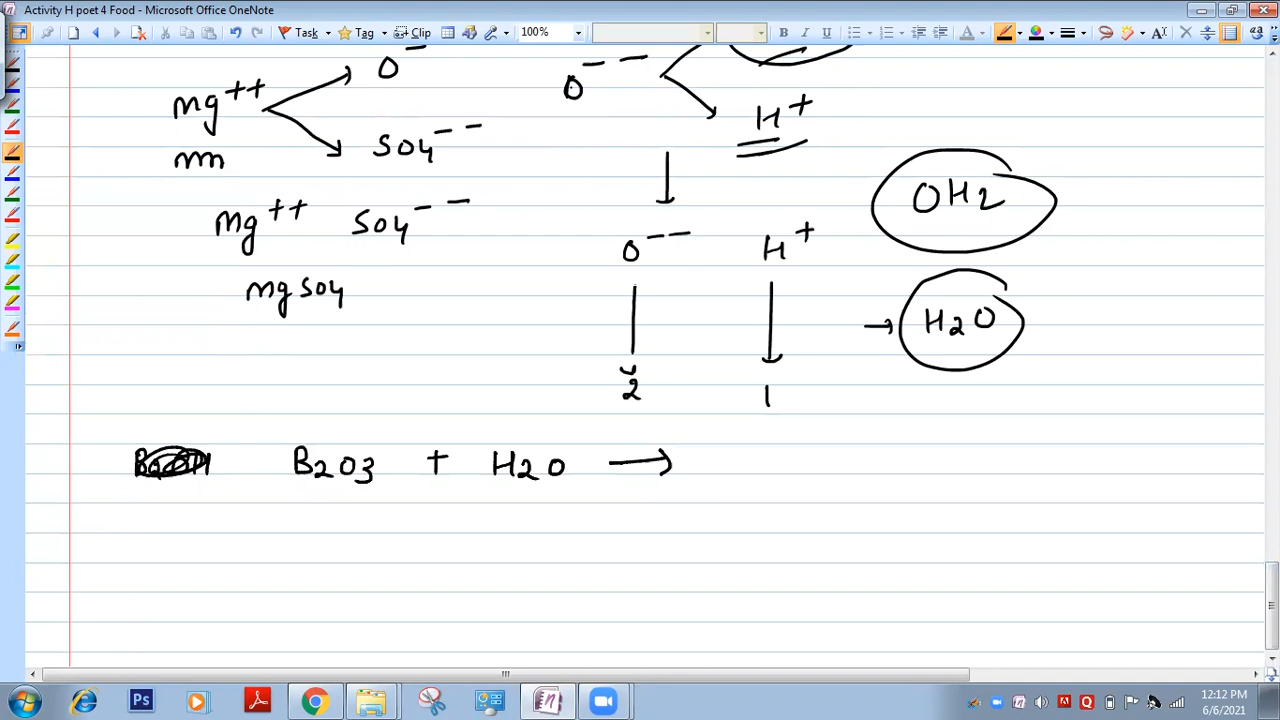 Activity H poet 4 Food - Microsoft Office OneNote
Task Tag Clip 100%
O-
mg++
SO4--
mn
mg++ SO4--
mgSO4
O--
H+
O-- H+
2 1
OH2
→ H2O
B2O3 + H2O →
12:12 PM
6/6/2021